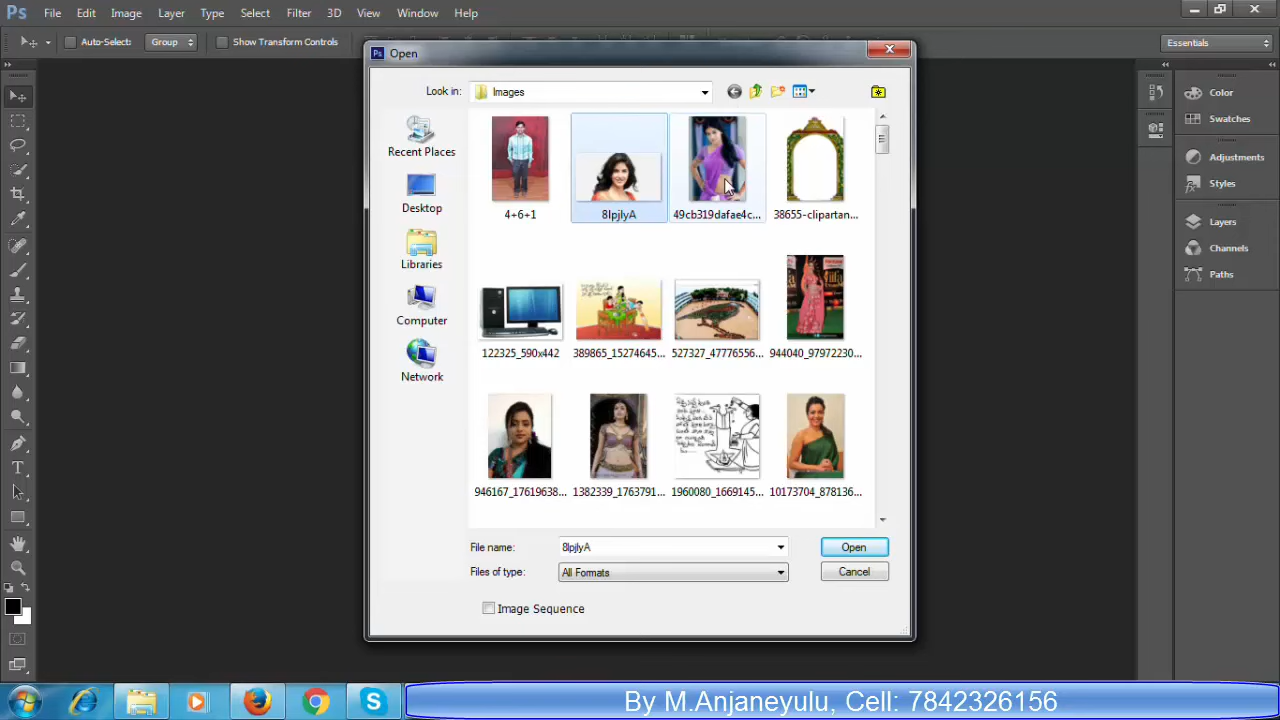 Ps File Edit Image Layer Type Select Filter 3D View Window Help
Auto-Select: Group Show Transform Controls Essentials
Ps Open
Look in: Images
Recent Places
Desktop
Libraries
Computer
Network
4+6+1 8IpjlyA 49cb319dafae4c... 38655-clipartan...
122325_590x442 389865_15274645... 527327_47776556... 944040_97972230...
946167_17619638... 1382339_1763791... 1960080_1669145... 10173704_878136...
File name: 8IpjlyA Open
Files of type: All Formats Cancel
Image Sequence
Color
Swatches
Adjustments
Styles
Layers
Channels
Paths
By M.Anjaneyulu, Cell: 7842326156